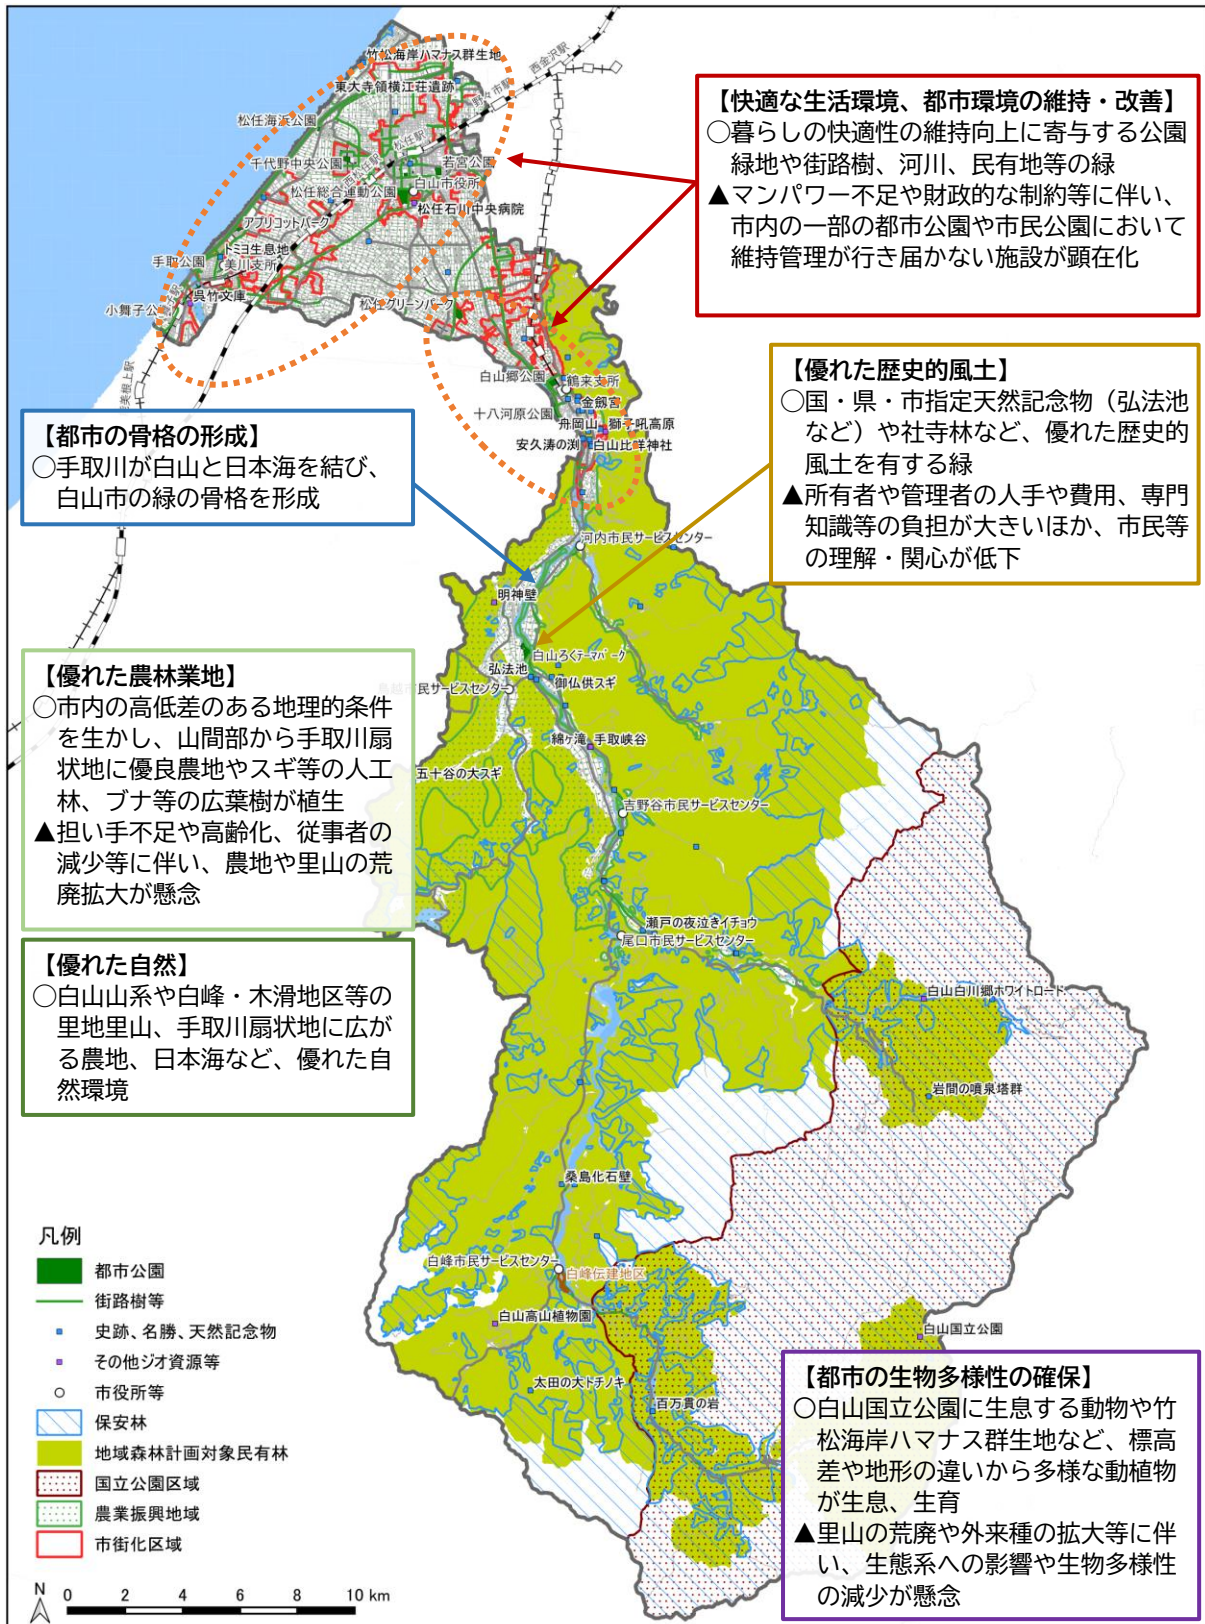 竹松海岸ハマナス群生地
西金沢駅
東大寺領横江荘遺跡
野々市駅
松任海浜公園
松任駅
千代野中央公園
西松任駅
若宮公園
白山市役所
松任総合運動公園
松任石川中央病院
アプリコットパーク
トミヨ生息地
手取公園
美川支所
呉竹文庫
小舞子公
松任グリーンパーク
能美根上駅
白山郷公園
鶴来支所
金劔宮
十八河原公園
舟岡山
獅子吼高原
安久涛の渕
白山比咩神社
【快適な生活環境、都市環境の維持・改善】
○暮らしの快適性の維持向上に寄与する公園
緑地や街路樹、河川、民有地等の緑
▲マンパワー不足や財政的な制約等に伴い、
市内の一部の都市公園や市民公園において
維持管理が行き届かない施設が顕在化
【優れた歴史的風土】
○国・県・市指定天然記念物（弘法池
など）や社寺林など、優れた歴史的
風土を有する緑
▲所有者や管理者の人手や費用、専門
知識等の負担が大きいほか、市民等
の理解・関心が低下
【都市の骨格の形成】
○手取川が白山と日本海を結び、
白山市の緑の骨格を形成
河内市民サービスセンター
明神壁
白山ろくテーマパーク
弘法池
御仏供スギ
鳥越市民サービスセンター
綿ヶ滝
手取峡谷
五十谷の大スギ
吉野谷市民サービスセンター
【優れた農林業地】
○市内の高低差のある地理的条件
を生かし、山間部から手取川扇
状地に優良農地やスギ等の人工
林、ブナ等の広葉樹が植生
▲担い手不足や高齢化、従事者の
減少等に伴い、農地や里山の荒
廃拡大が懸念
瀬戸の夜泣きイチョウ
尾口市民サービスセンター
【優れた自然】
○白山山系や白峰・木滑地区等の
里地里山、手取川扇状地に広が
る農地、日本海など、優れた自
然環境
白山白川郷ホワイトロード
岩間の噴泉塔群
桑島化石壁
白峰市民サービスセンター
白峰伝建地区
白山高山植物園
白山国立公園
太田の大トチノキ
百万貫の岩
凡例
都市公園
街路樹等
史跡、名勝、天然記念物
その他ジオ資源等
市役所等
保安林
地域森林計画対象民有林
国立公園区域
農業振興地域
市街化区域
N
0 2 4 6 8 10 km
【都市の生物多様性の確保】
○白山国立公園に生息する動物や竹
松海岸ハマナス群生地など、標高
差や地形の違いから多様な動植物
が生息、生育
▲里山の荒廃や外来種の拡大等に伴
い、生態系への影響や生物多様性
の減少が懸念